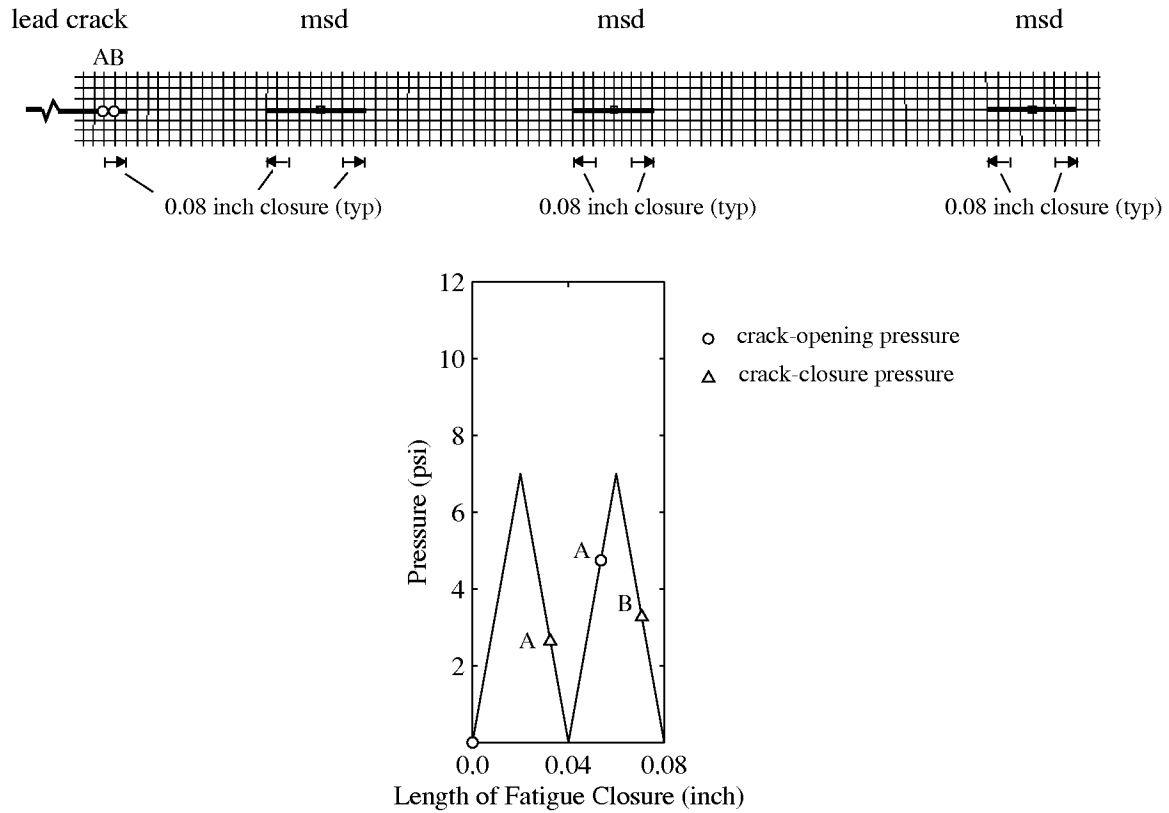 lead crack msd msd msd
AB
0.08 inch closure (typ) 0.08 inch closure (typ) 0.08 inch closure (typ)
12
10
8
6
4
2
Pressure (psi)
A
A
B
crack-opening pressure
crack-closure pressure
0.0 0.04 0.08
Length of Fatigue Closure (inch)